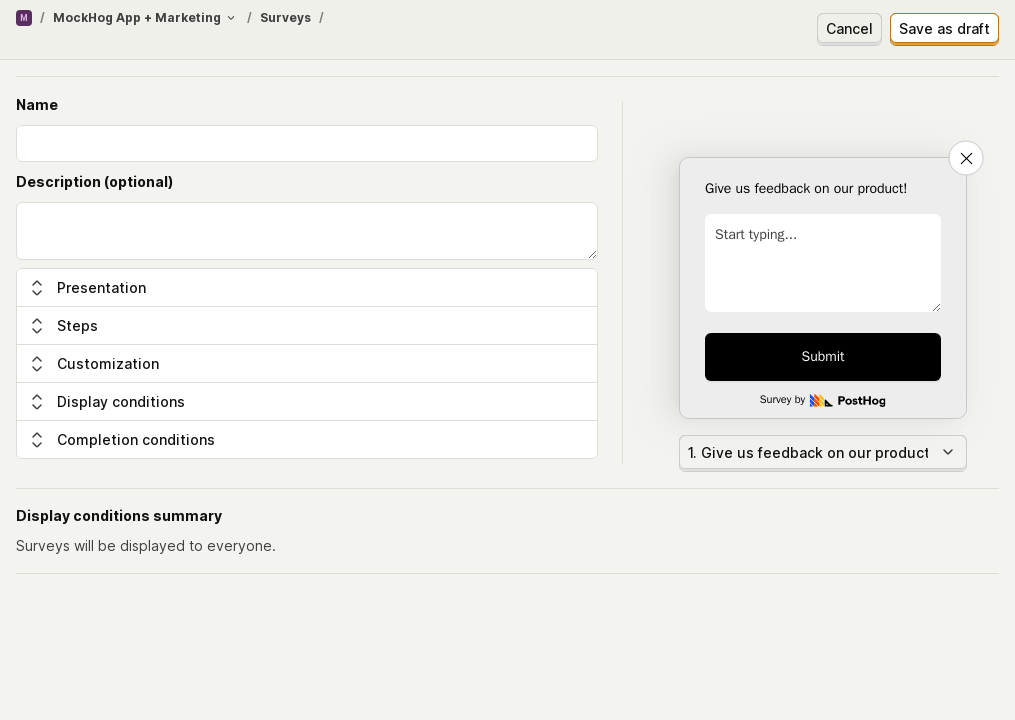 M / MockHog App + Marketing / Surveys /
Cancel
Save as draft
Name
Description (optional)
Presentation
Steps
Customization
Display conditions
Completion conditions
Give us feedback on our product!
Start typing...
Submit
Survey by PostHog
1. Give us feedback on our product
Display conditions summary
Surveys will be displayed to everyone.